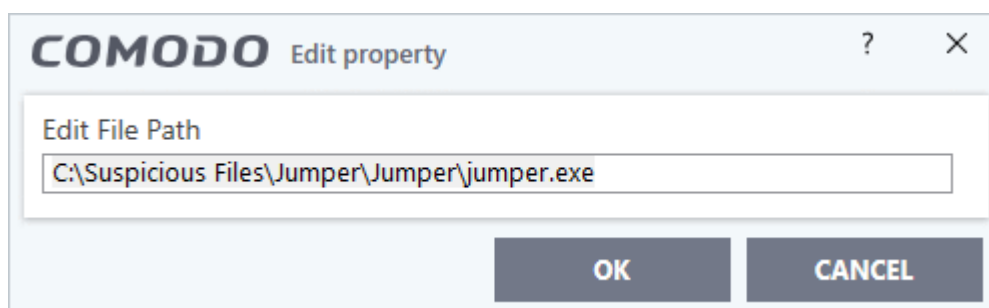 COMODO Edit property ?
Edit File Path
C:\Suspicious Files\Jumper\Jumper\jumper.exe
OK CANCEL